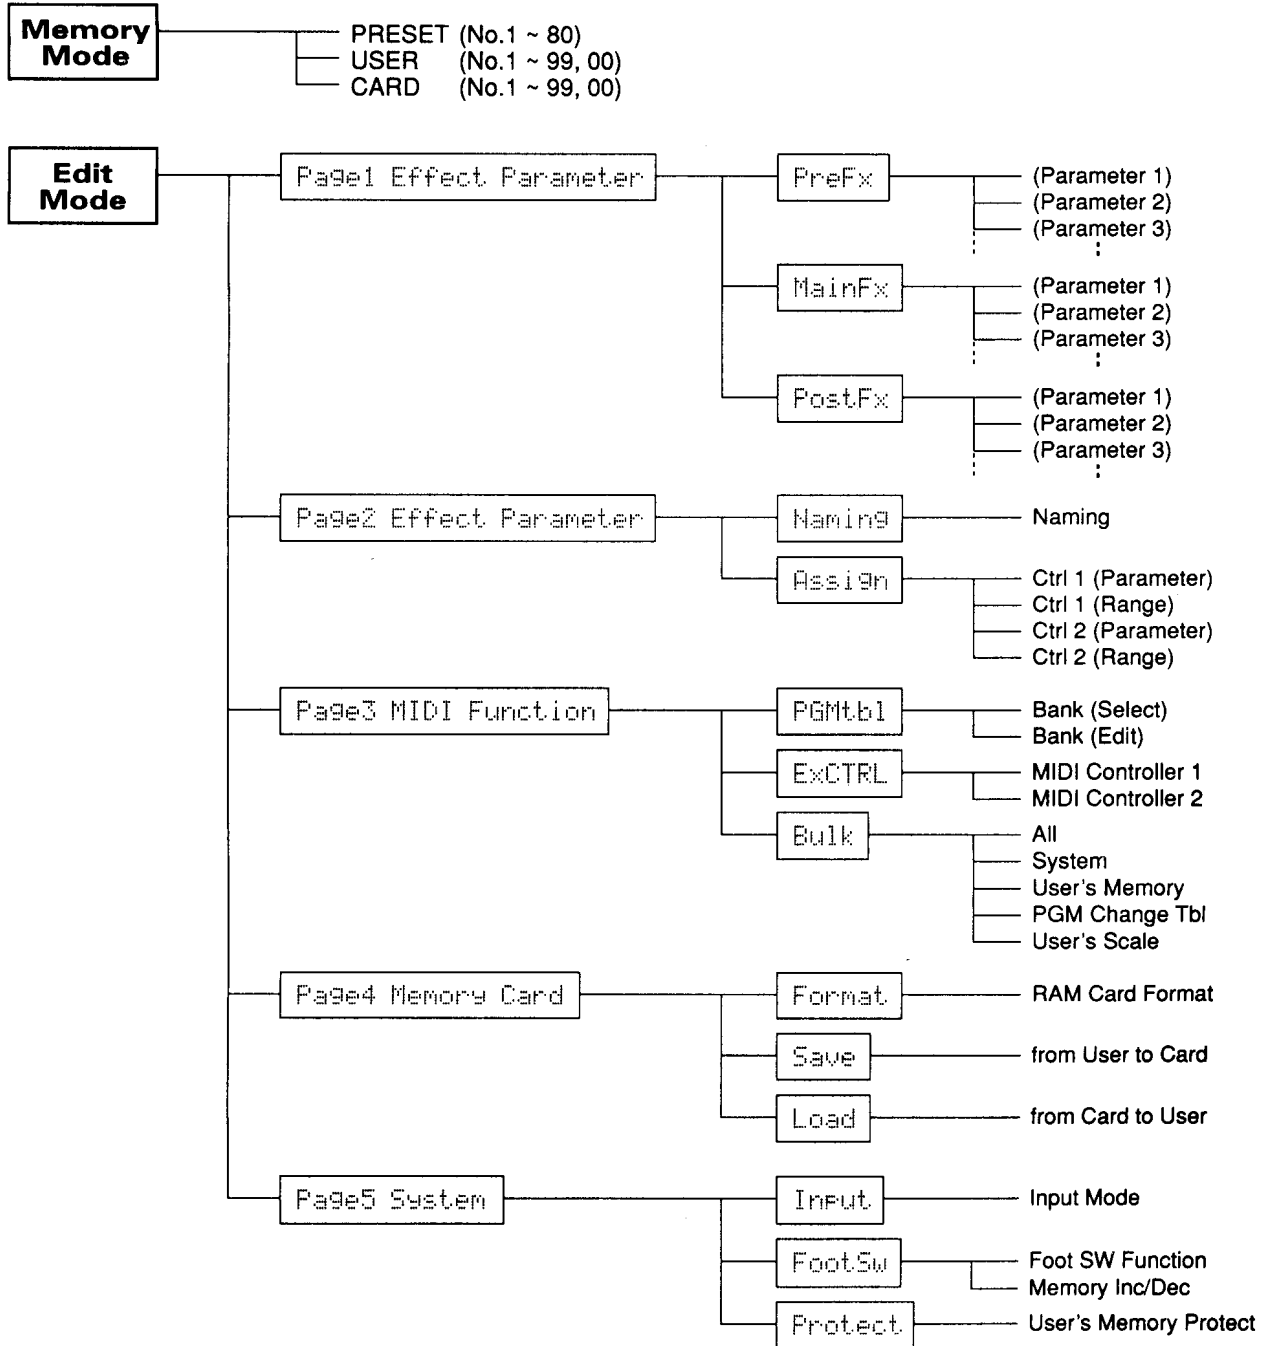 Memory
Mode
PRESET (No.1 ~ 80)
USER (No.1 ~ 99, 00)
CARD (No.1 ~ 99, 00)
Edit
Mode
Page1 Effect Parameter
PreFx
(Parameter 1)
(Parameter 2)
(Parameter 3)
MainFx
(Parameter 1)
(Parameter 2)
(Parameter 3)
PostFx
(Parameter 1)
(Parameter 2)
(Parameter 3)
Page2 Effect Parameter
Naming
Naming
Assign
Ctrl 1 (Parameter)
Ctrl 1 (Range)
Ctrl 2 (Parameter)
Ctrl 2 (Range)
Page3 MIDI Function
PGMtbl
Bank (Select)
Bank (Edit)
ExCTRL
MIDI Controller 1
MIDI Controller 2
Bulk
All
System
User's Memory
PGM Change Tbl
User's Scale
Page4 Memory Card
Format
RAM Card Format
Save
from User to Card
Load
from Card to User
Page5 System
Input
Input Mode
FootSw
Foot SW Function
Memory Inc/Dec
Protect
User's Memory Protect